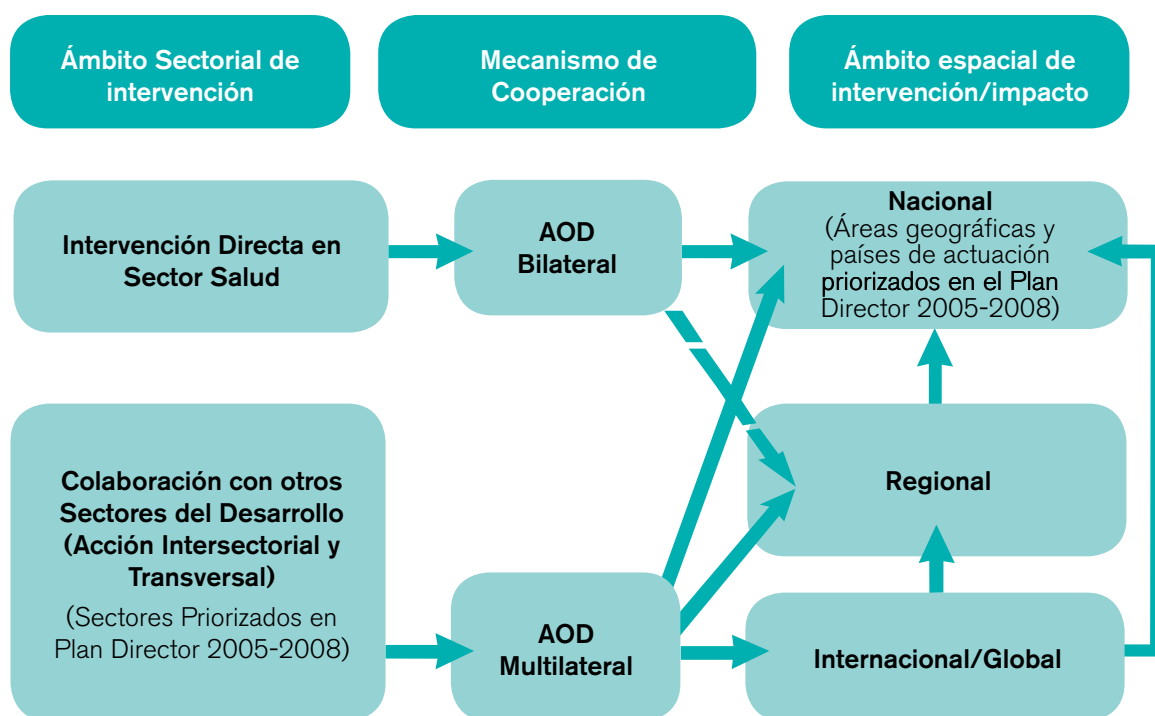 Ámbito Sectorial de
intervención
Mecanismo de
Cooperación
Ámbito espacial de
intervención/impacto
Intervención Directa en
Sector Salud
AOD
Bilateral
Nacional
(Áreas geográficas y
países de actuación
priorizados en el Plan
Director 2005-2008)
Colaboración con otros
Sectores del Desarrollo
(Acción Intersectorial y
Transversal)
(Sectores Priorizados en
Plan Director 2005-2008)
Regional
AOD
Multilateral
Internacional/Global